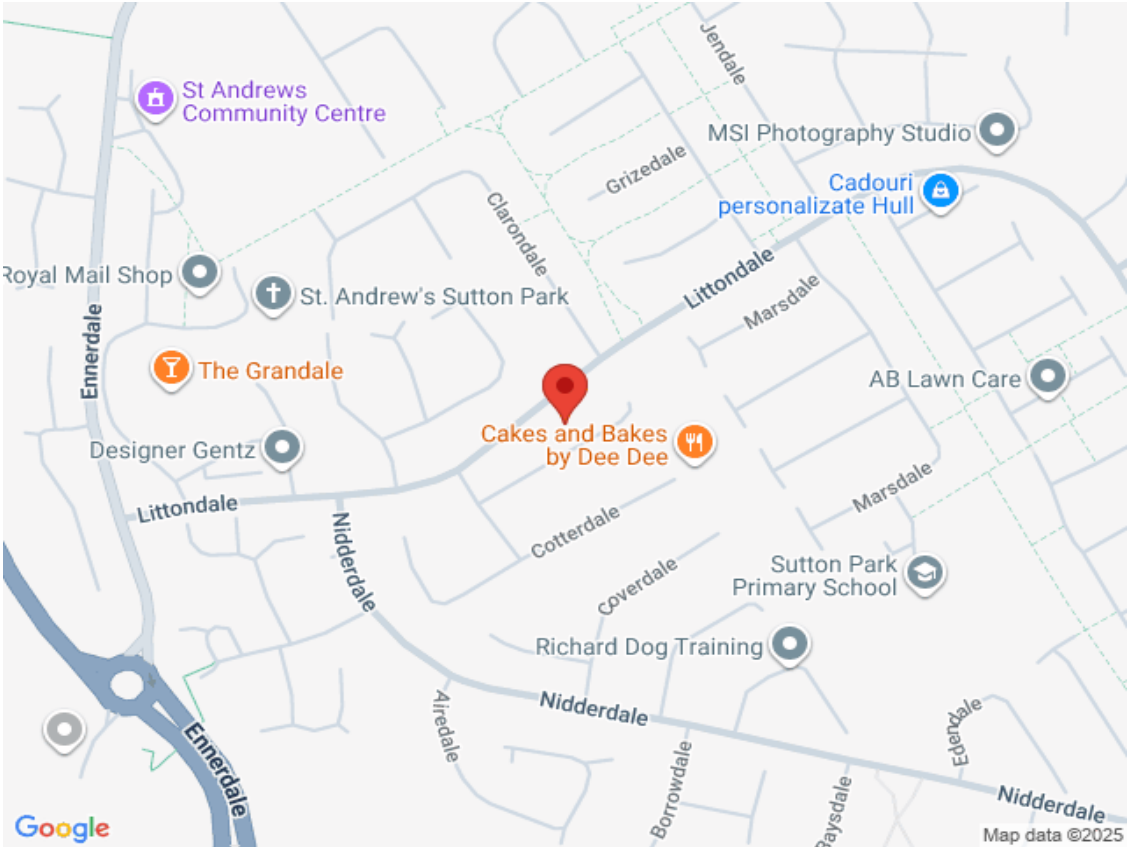 Jendale
St Andrews
Community Centre
MSI Photography Studio
Grizedale
Cadouri
personalizate Hull
Clarondale
Royal Mail Shop
St. Andrew's Sutton Park
Littondale
Marsdale
Ennerdale
The Grandale
AB Lawn Care
Cakes and Bakes
by Dee Dee
Designer Gentz
Littondale
Marsdale
Nidderdale
Cotterdale
Coverdale
Sutton Park
Primary School
Richard Dog Training
Airedale
Nidderdale
Edendale
Ennerdale
Borrowdale
Baysdale
Nidderdale
Google
Map data ©2025